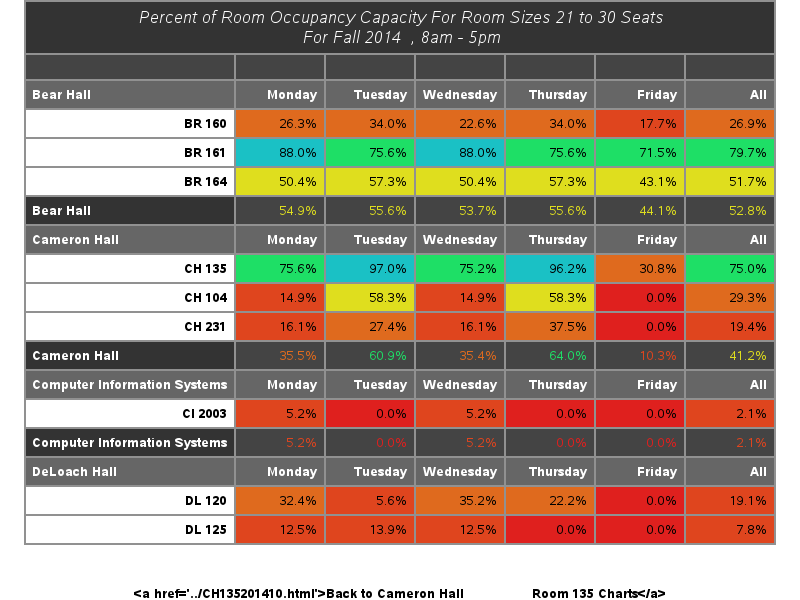 Percent of Room Occupancy Capacity For Room Sizes 21 to 30 Seats
For Fall 2014 , 8am - 5pm
Bear Hall Monday Tuesday Wednesday Thursday Friday All
BR 160 26.3% 34.0% 22.6% 34.0% 17.7% 26.9%
BR 161 88.0% 75.6% 88.0% 75.6% 71.5% 79.7%
BR 164 50.4% 57.3% 50.4% 57.3% 43.1% 51.7%
Bear Hall 54.9% 55.6% 53.7% 55.6% 44.1% 52.8%
Cameron Hall Monday Tuesday Wednesday Thursday Friday All
CH 135 75.6% 97.0% 75.2% 96.2% 30.8% 75.0%
CH 104 14.9% 58.3% 14.9% 58.3% 0.0% 29.3%
CH 231 16.1% 27.4% 16.1% 37.5% 0.0% 19.4%
Cameron Hall 35.5% 60.9% 35.4% 64.0% 10.3% 41.2%
Computer Information Systems Monday Tuesday Wednesday Thursday Friday All
CI 2003 5.2% 0.0% 5.2% 0.0% 0.0% 2.1%
Computer Information Systems 5.2% 0.0% 5.2% 0.0% 0.0% 2.1%
DeLoach Hall Monday Tuesday Wednesday Thursday Friday All
DL 120 32.4% 5.6% 35.2% 22.2% 0.0% 19.1%
DL 125 12.5% 13.9% 12.5% 0.0% 0.0% 7.8%
<a href='../CH135201410.html'>Back to Cameron Hall Room 135 Charts</a>